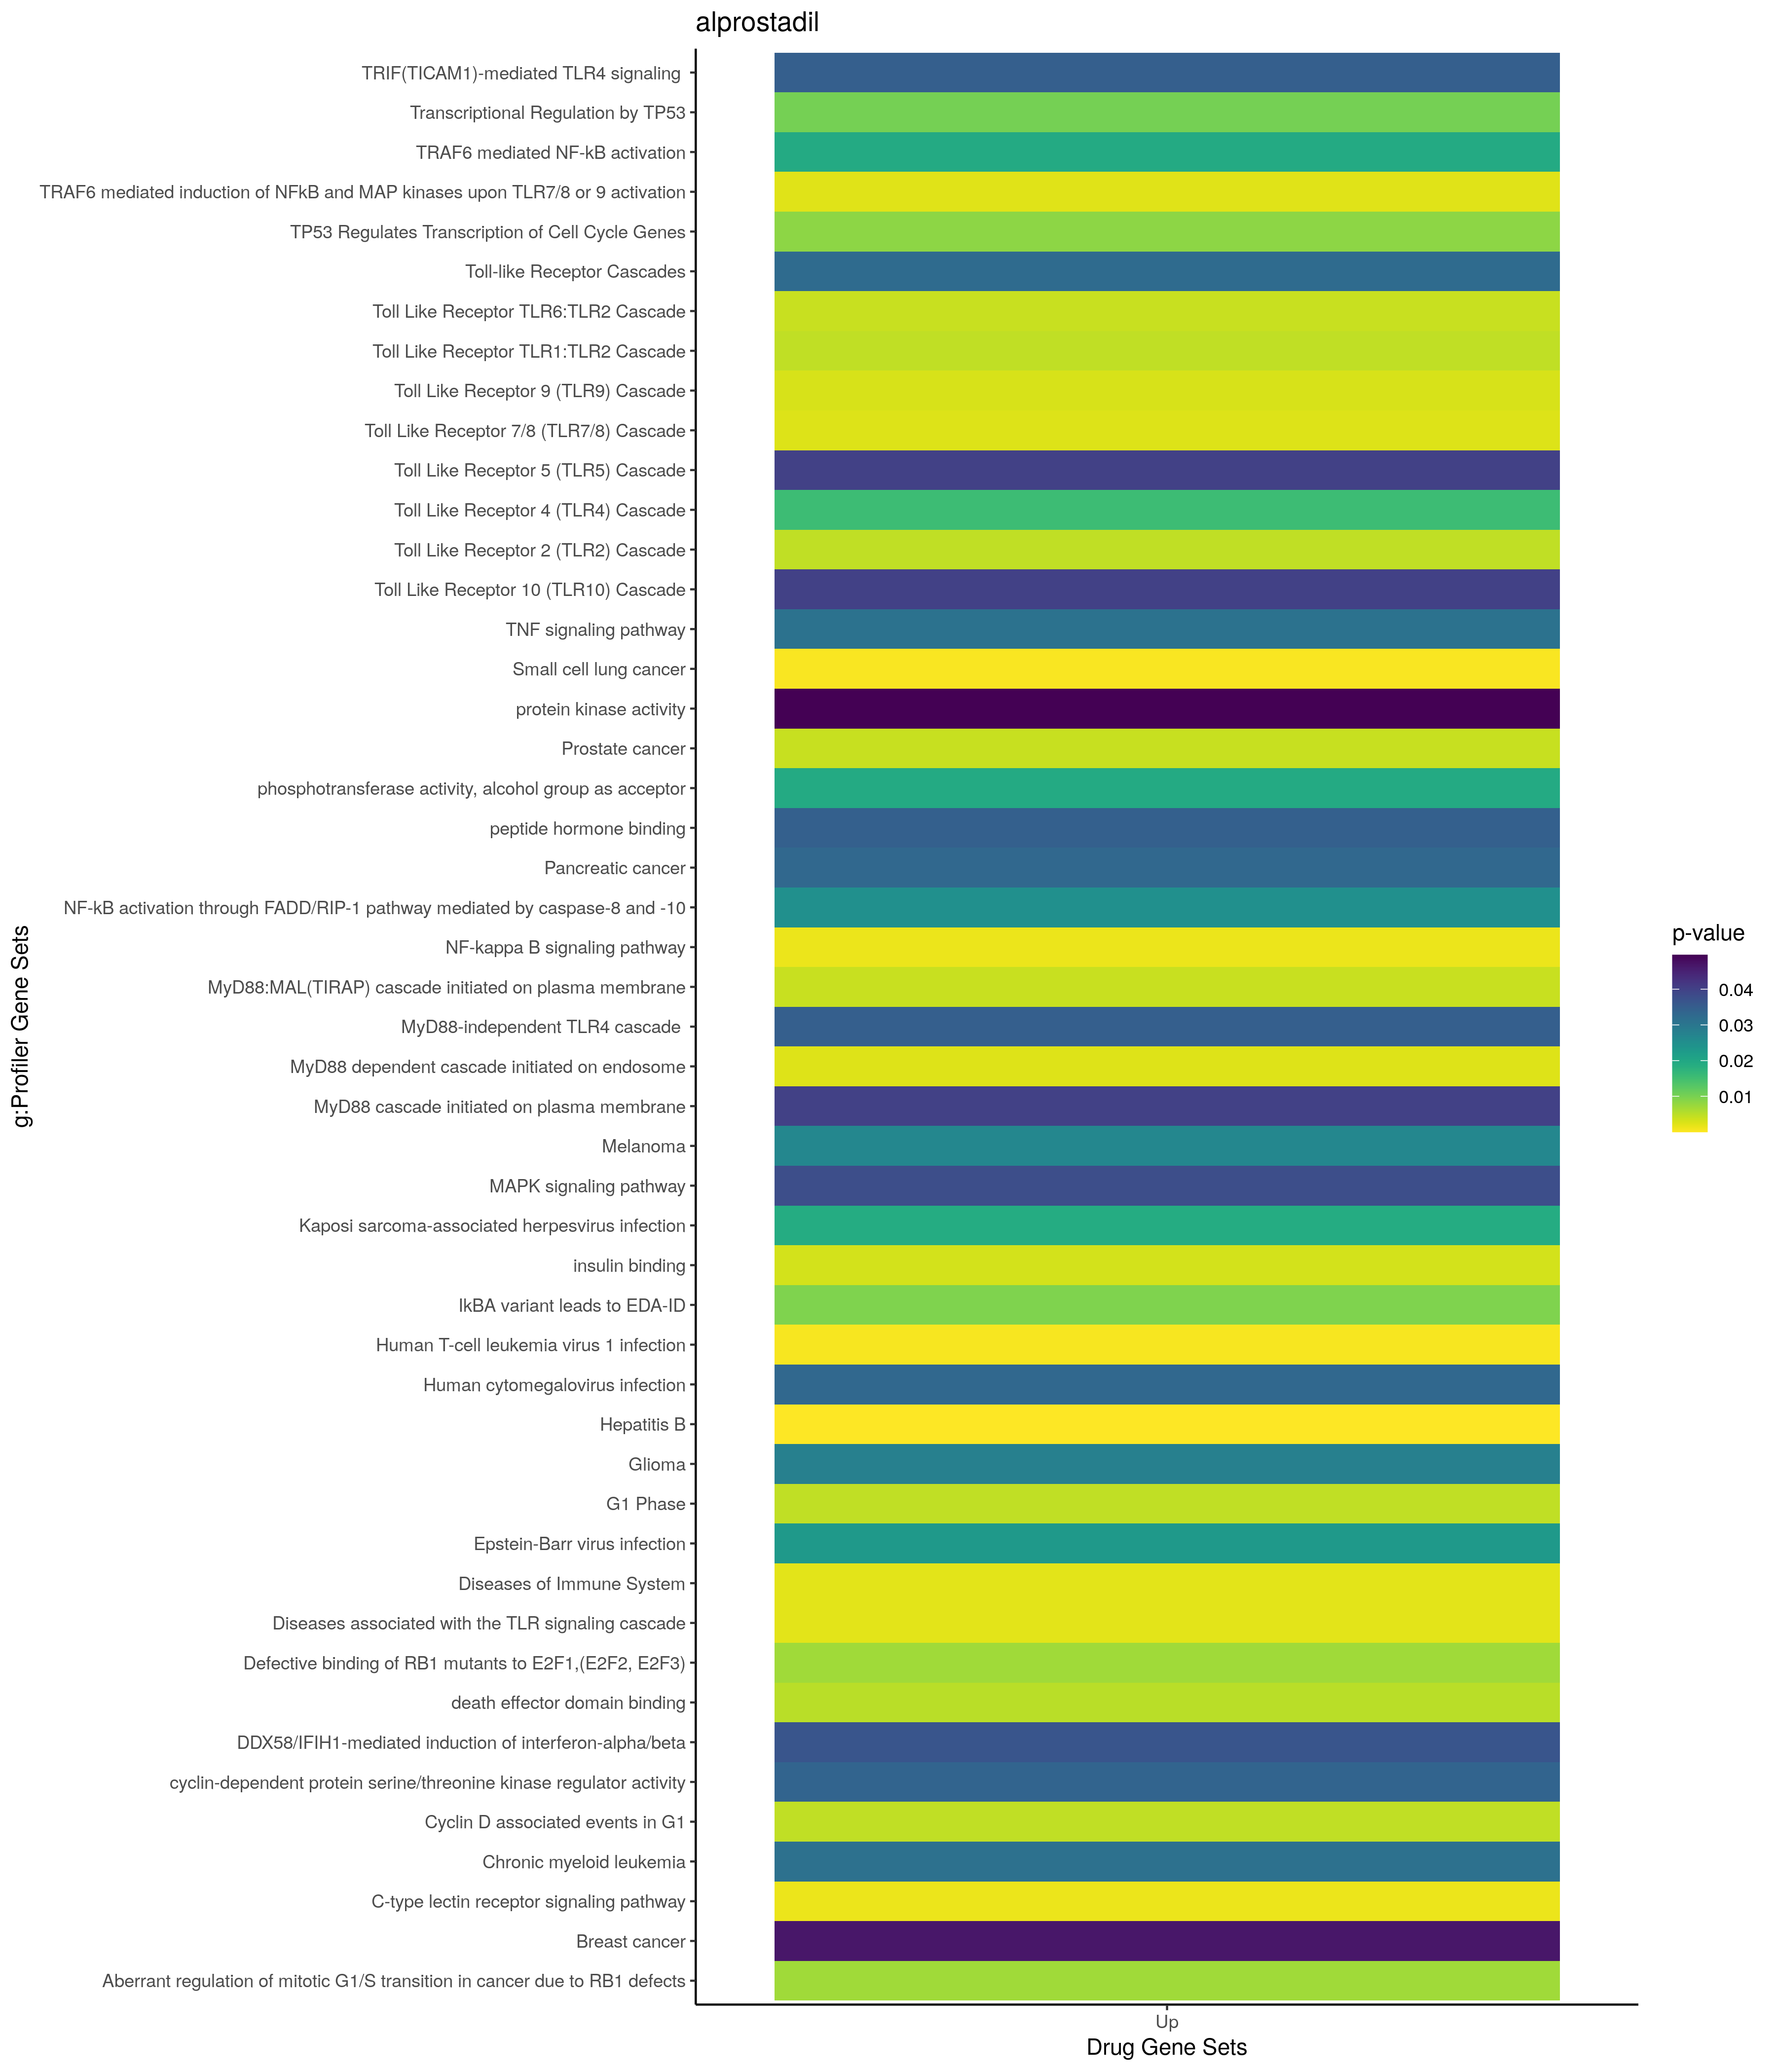 alprostadil
TRIF(TICAM1)-mediated TLR4 signaling
Transcriptional Regulation by TP53
TRAF6 mediated NF-kB activation
TRAF6 mediated induction of NFkB and MAP kinases upon TLR7/8 or 9 activation
TP53 Regulates Transcription of Cell Cycle Genes
Toll-like Receptor Cascades
Toll Like Receptor TLR6:TLR2 Cascade
Toll Like Receptor TLR1:TLR2 Cascade
Toll Like Receptor 9 (TLR9) Cascade
Toll Like Receptor 7/8 (TLR7/8) Cascade
Toll Like Receptor 5 (TLR5) Cascade
Toll Like Receptor 4 (TLR4) Cascade
Toll Like Receptor 2 (TLR2) Cascade
Toll Like Receptor 10 (TLR10) Cascade
TNF signaling pathway
Small cell lung cancer
protein kinase activity
Prostate cancer
phosphotransferase activity, alcohol group as acceptor
peptide hormone binding
Pancreatic cancer
NF-kB activation through FADD/RIP-1 pathway mediated by caspase-8 and -10
NF-kappa B signaling pathway
MyD88:MAL(TIRAP) cascade initiated on plasma membrane
MyD88-independent TLR4 cascade
MyD88 dependent cascade initiated on endosome
MyD88 cascade initiated on plasma membrane
Melanoma
MAPK signaling pathway
Kaposi sarcoma-associated herpesvirus infection
insulin binding
IkBA variant leads to EDA-ID
Human T-cell leukemia virus 1 infection
Human cytomegalovirus infection
Hepatitis B
Glioma
G1 Phase
Epstein-Barr virus infection
Diseases of Immune System
Diseases associated with the TLR signaling cascade
Defective binding of RB1 mutants to E2F1,(E2F2, E2F3)
death effector domain binding
DDX58/IFIH1-mediated induction of interferon-alpha/beta
cyclin-dependent protein serine/threonine kinase regulator activity
Cyclin D associated events in G1
Chronic myeloid leukemia
C-type lectin receptor signaling pathway
Breast cancer
Aberrant regulation of mitotic G1/S transition in cancer due to RB1 defects
g:Profiler Gene Sets
Up
Drug Gene Sets
p-value
0.04
0.03
0.02
0.01